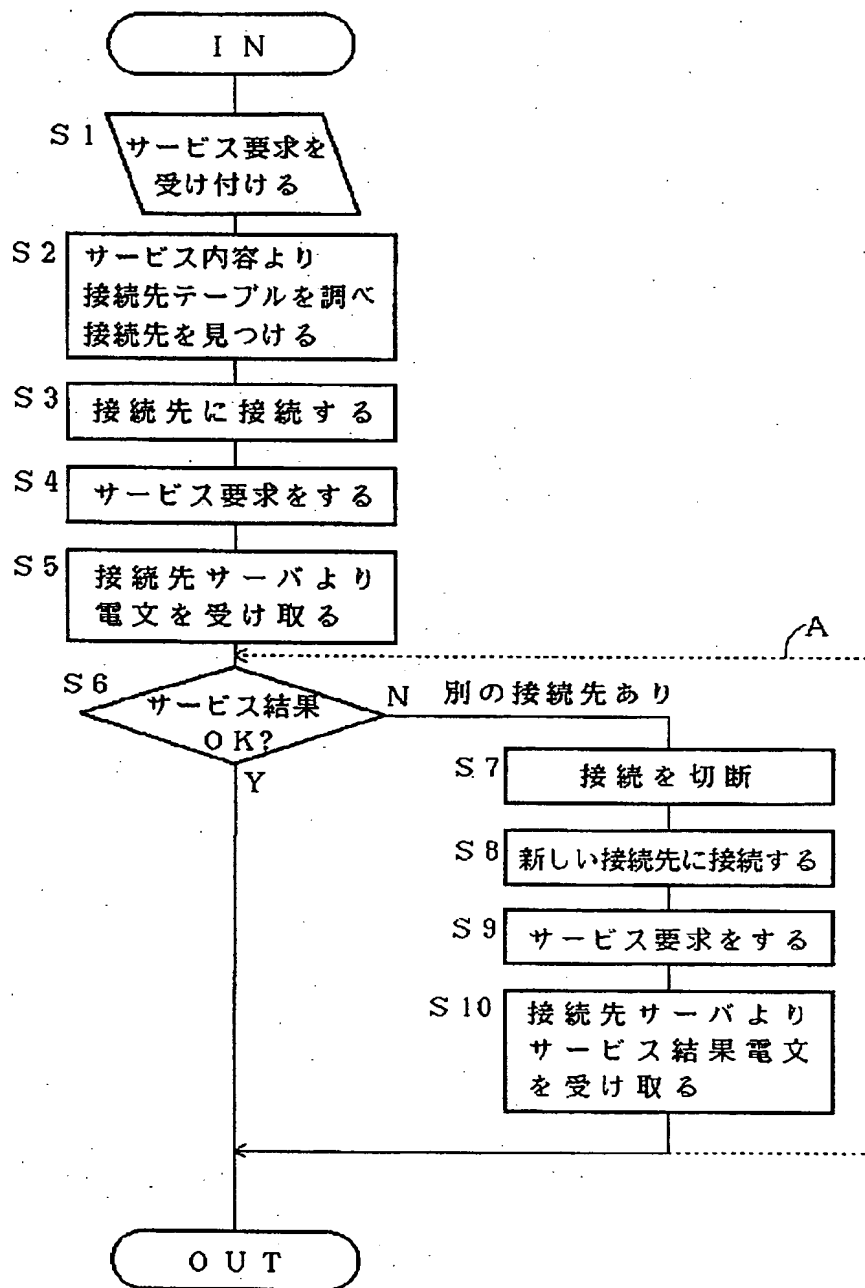 IN
S1
サービス要求を
受け付ける
S2
サービス内容より
接続先テーブルを調べ
接続先を見つける
S3
接続先に接続する
S4
サービス要求をする
S5
接続先サーバより
電文を受け取る
A
S6
サービス結果
OK?
N 別の接続先あり
Y
S7
接続を切断
S8
新しい接続先に接続する
S9
サービス要求をする
S10
接続先サーバより
サービス結果電文
を受け取る
OUT